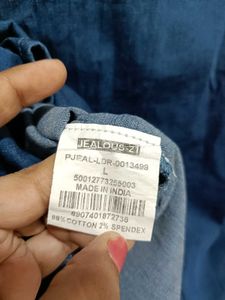 JEALOUS 21
PJEAL-LDR-0013499
L
50012773255003
MADE IN INDIA
8907401872738
98% COTTON 2% SPENDEX